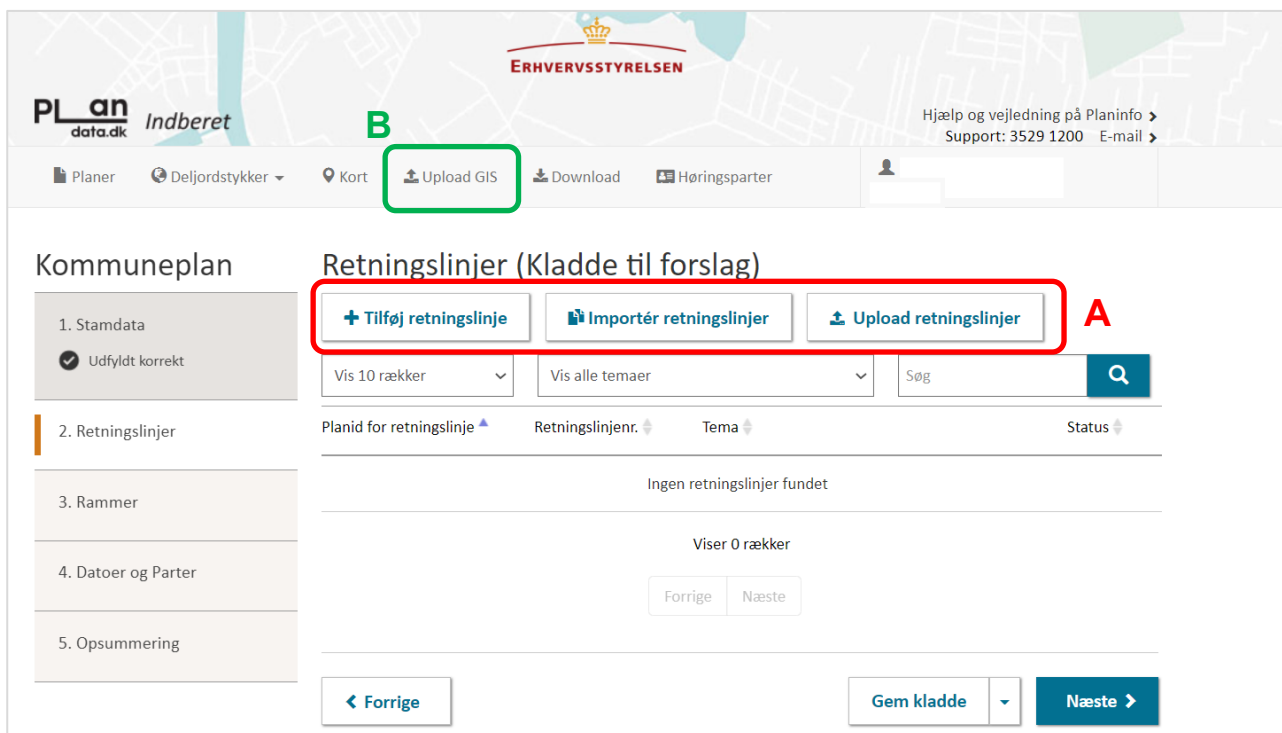 ERHVERVSSTYRELSEN
PLan
data.dk
Indberet
B
Hjælp og vejledning på Planinfo
Support: 3529 1200 E-mail
Planer Deljordstykker Kort Upload GIS Download Høringsparter
Kommuneplan
Retningslinjer (Kladde til forslag)
1. Stamdata
Udfyldt korrekt
2. Retningslinjer
3. Rammer
4. Datoer og Parter
5. Opsummering
Tilføj retningslinje Importér retningslinjer Upload retningslinjer
A
Vis 10 rækker Vis alle temaer Søg
Planid for retningslinje Retningslinjenr. Tema Status
Ingen retningslinjer fundet
Viser 0 rækker
Forrige Næste
Forrige Gem kladde Næste